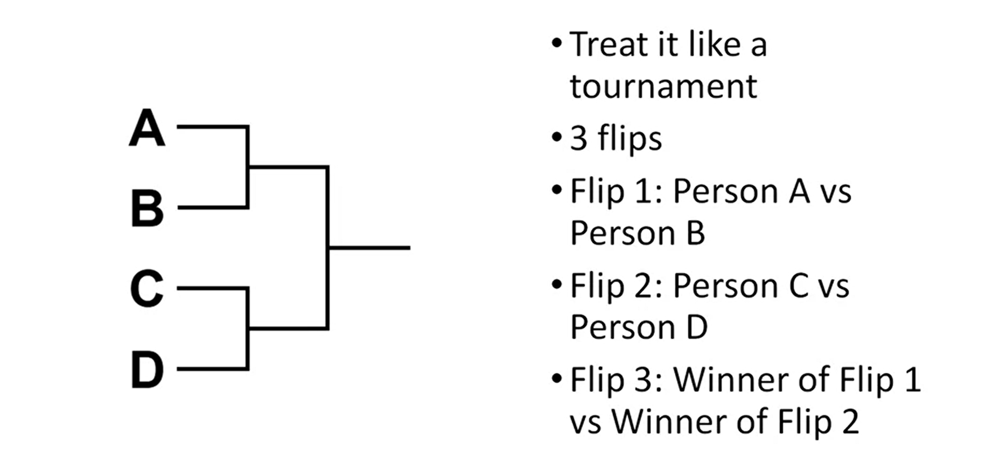 A
B
C
D
• Treat it like a
tournament
• 3 flips
• Flip 1: Person A vs
Person B
• Flip 2: Person C vs
Person D
• Flip 3: Winner of Flip 1
vs Winner of Flip 2